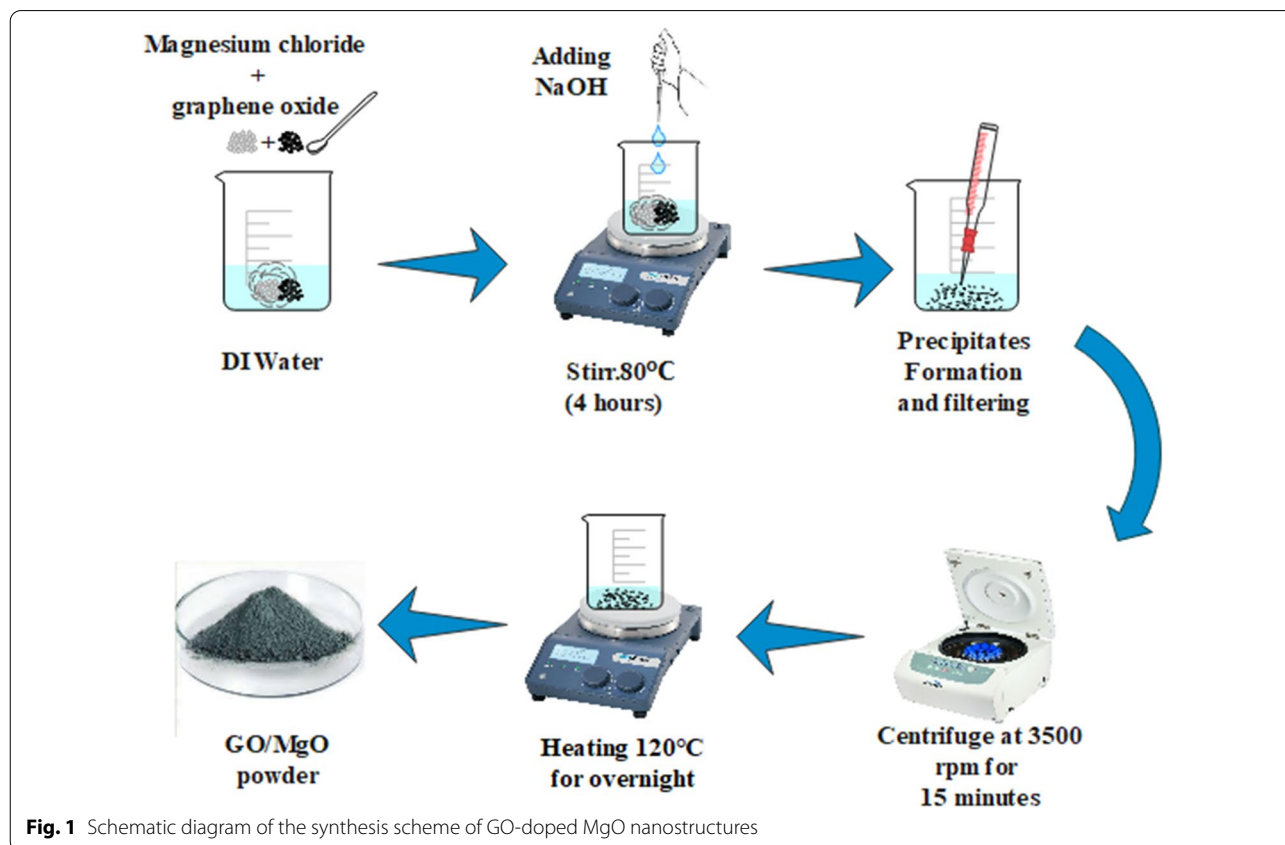 Magnesium chloride
+
graphene oxide
+
DI Water
Adding
NaOH
Stirr.80°C
(4 hours)
Precipitates
Formation
and filtering
Centrifuge at 3500
rpm for
15 minutes
Heating 120°C
for overnight
GO/MgO
powder
Fig. 1 Schematic diagram of the synthesis scheme of GO-doped MgO nanostructures